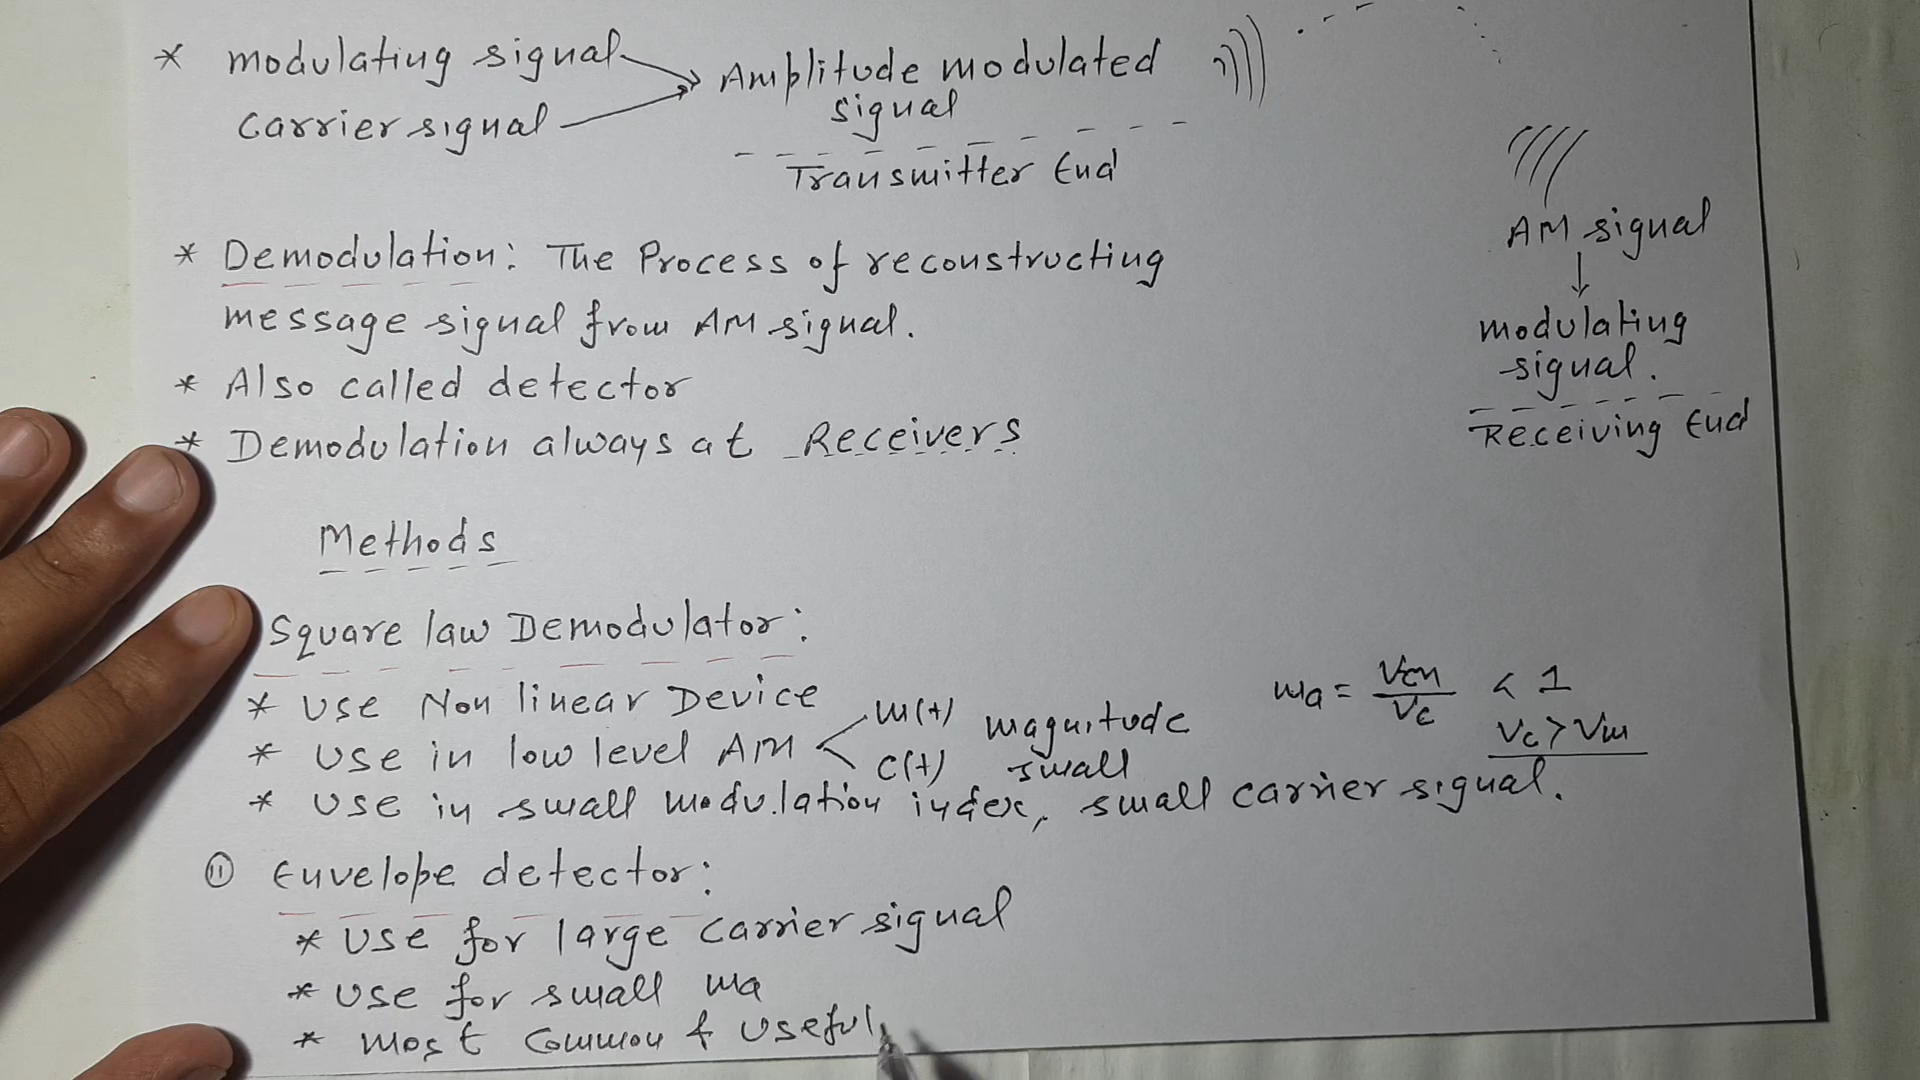 * modulating signal
carrier signal
Amplitude modulated
signal
Transmitter End
AM signal
modulating
signal.
Receiving End
* Demodulation: The Process of reconstructing
message signal from AM signal.
* Also called detector
* Demodulation always at Receivers
Methods
Square law Demodulator:
* Use Non linear Device
* Use in low level AM < m(t) magnitude
c(t) small
ma = Vm/Vc < 1
Vc > Vm
* Use in small modulation index, small carrier signal.
(ii) Envelope detector:
* Use for large carrier signal
* Use for small ma
* Most Common & Useful